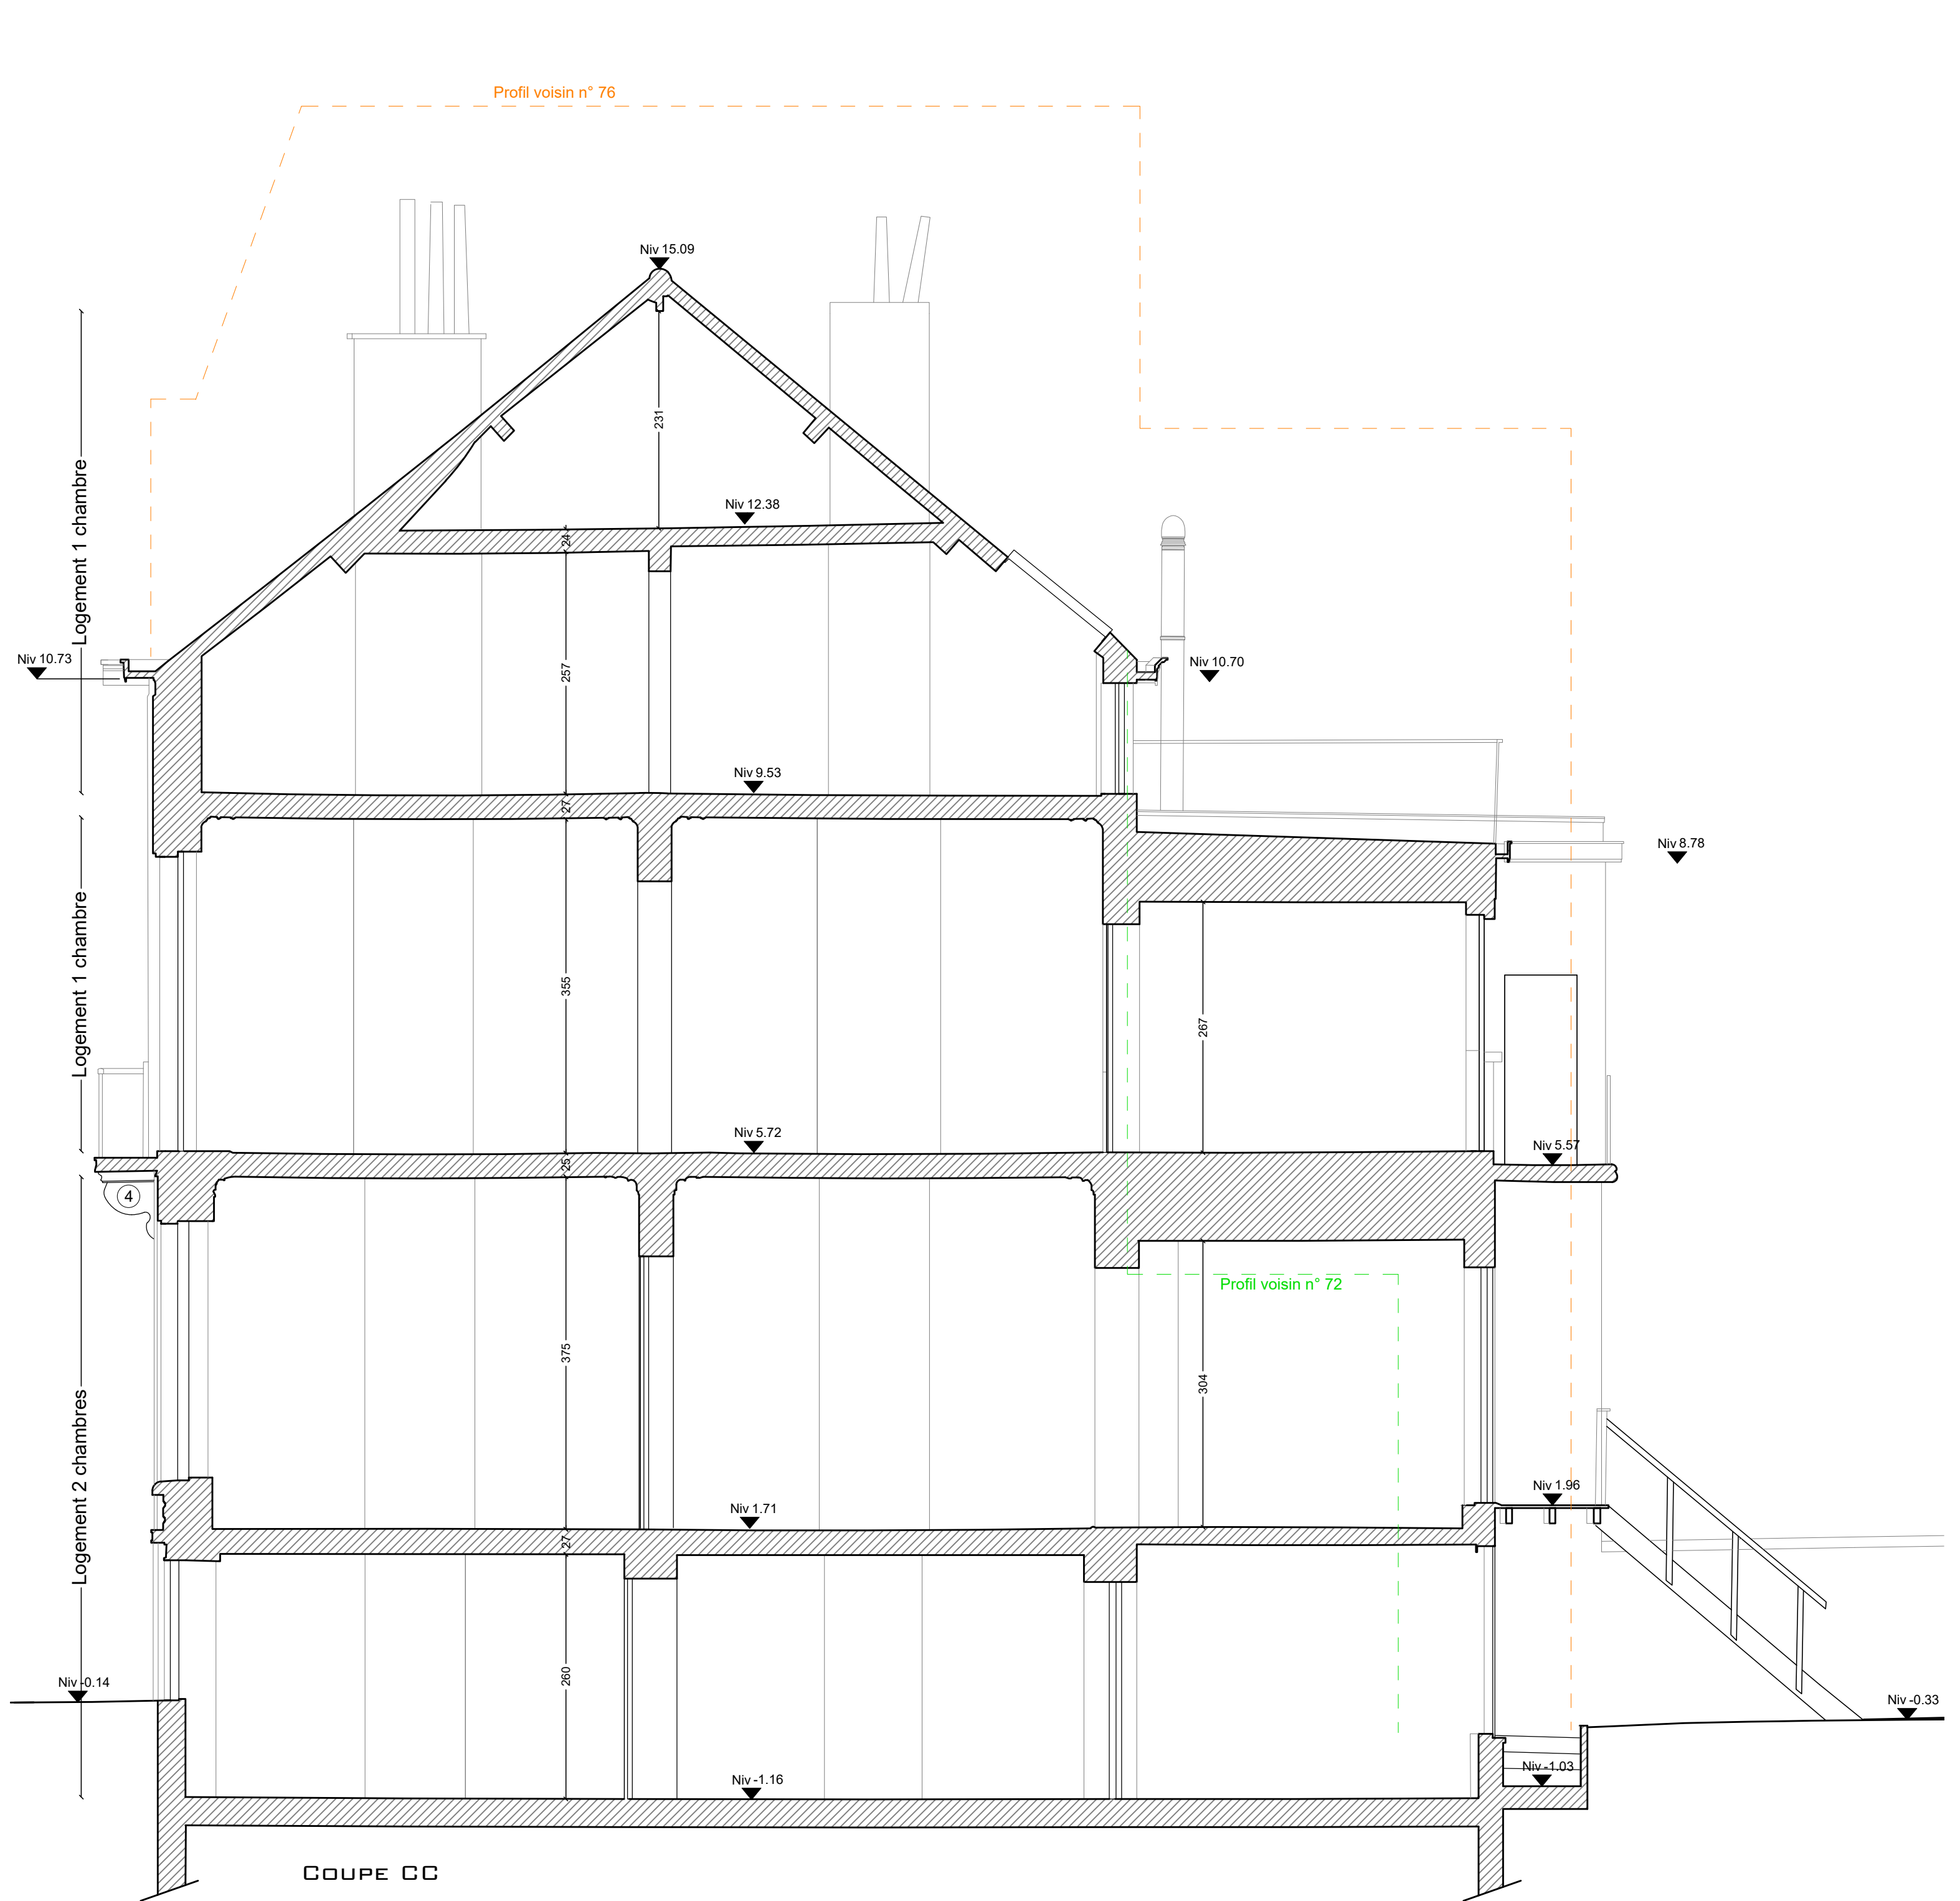 Profil voisin n° 76
Niv 15.09
231
Logement 1 chambre
Niv 12.38
24
Niv 10.73
257
Niv 10.70
Niv 9.53
27
Niv 8.78
Logement 1 chambre
355
267
Niv 5.72
Niv 5.57
25
4
Profil voisin n° 72
375
304
Logement 2 chambres
Niv 1.96
Niv 1.71
27
260
Niv -0.14
Niv -0.33
Niv -1.03
Niv -1.16
Coupe CC